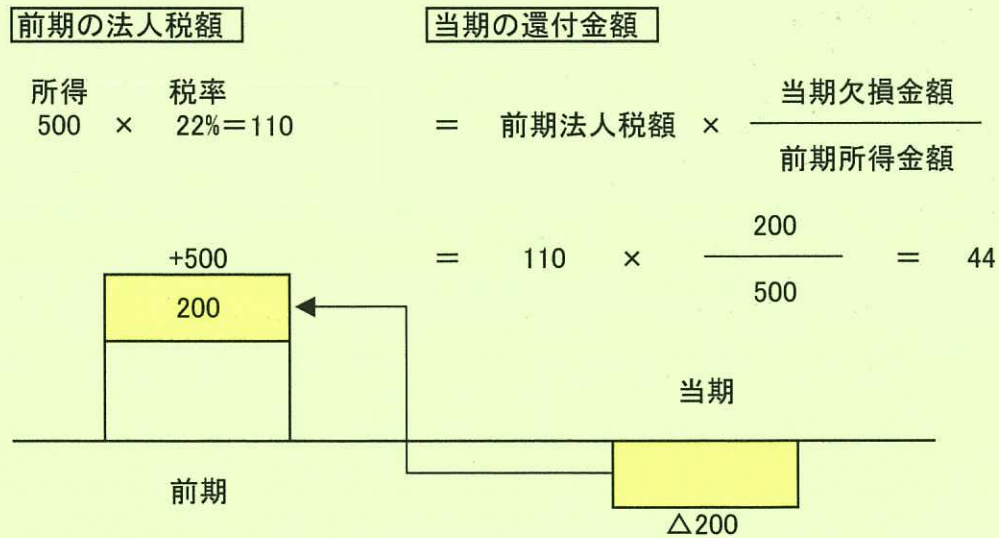 前期の法人税額
所得 税率
500 × 22%=110
+500
200
前期
当期の還付金額
= 前期法人税額 × 当期欠損金額
前期所得金額
= 110 × 200
500
= 44
当期
△200